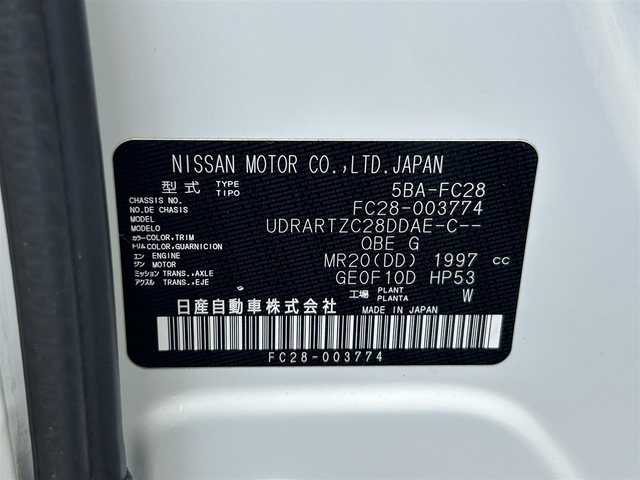 NISSAN MOTOR CO.,LTD.JAPAN
型式 TYPE TIPO 5BA-FC28
CHASSIS NO. NO.DE CHASIS FC28-003774
MODEL MODELO UDRARTZC28DDAE-C--
カラー COLOR,TRIM トリム COLOR,GUARNICION QBE G
エン ENGINE ジン MOTOR MR20(DD) 1997 cc
ミッション TRANS.,AXLE アクスル TRANS.,EJE GE0F10D HP53
工場 PLANT PLANTA W
日産自動車株式会社 MADE IN JAPAN
FC28-003774